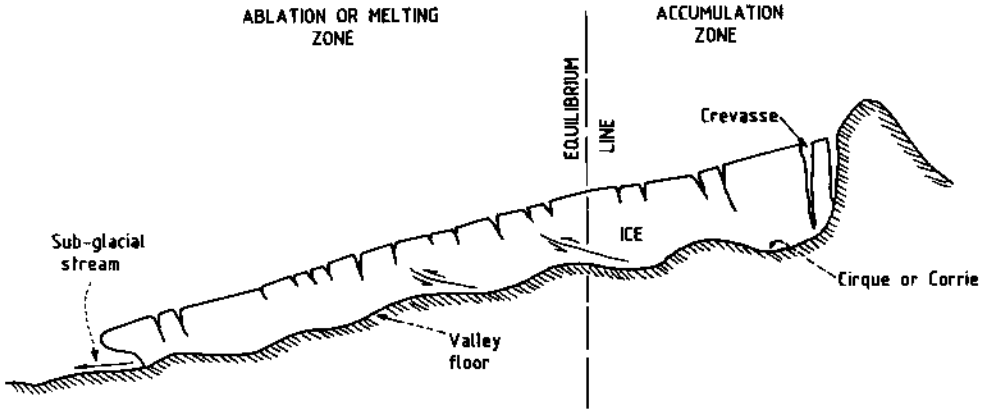 ABLATION OR MELTING
ZONE
ACCUMULATION
ZONE
EQUILIBRIUM
LINE
Crevasse
ICE
Sub-glacial
stream
Cirque or Corrie
Valley
floor